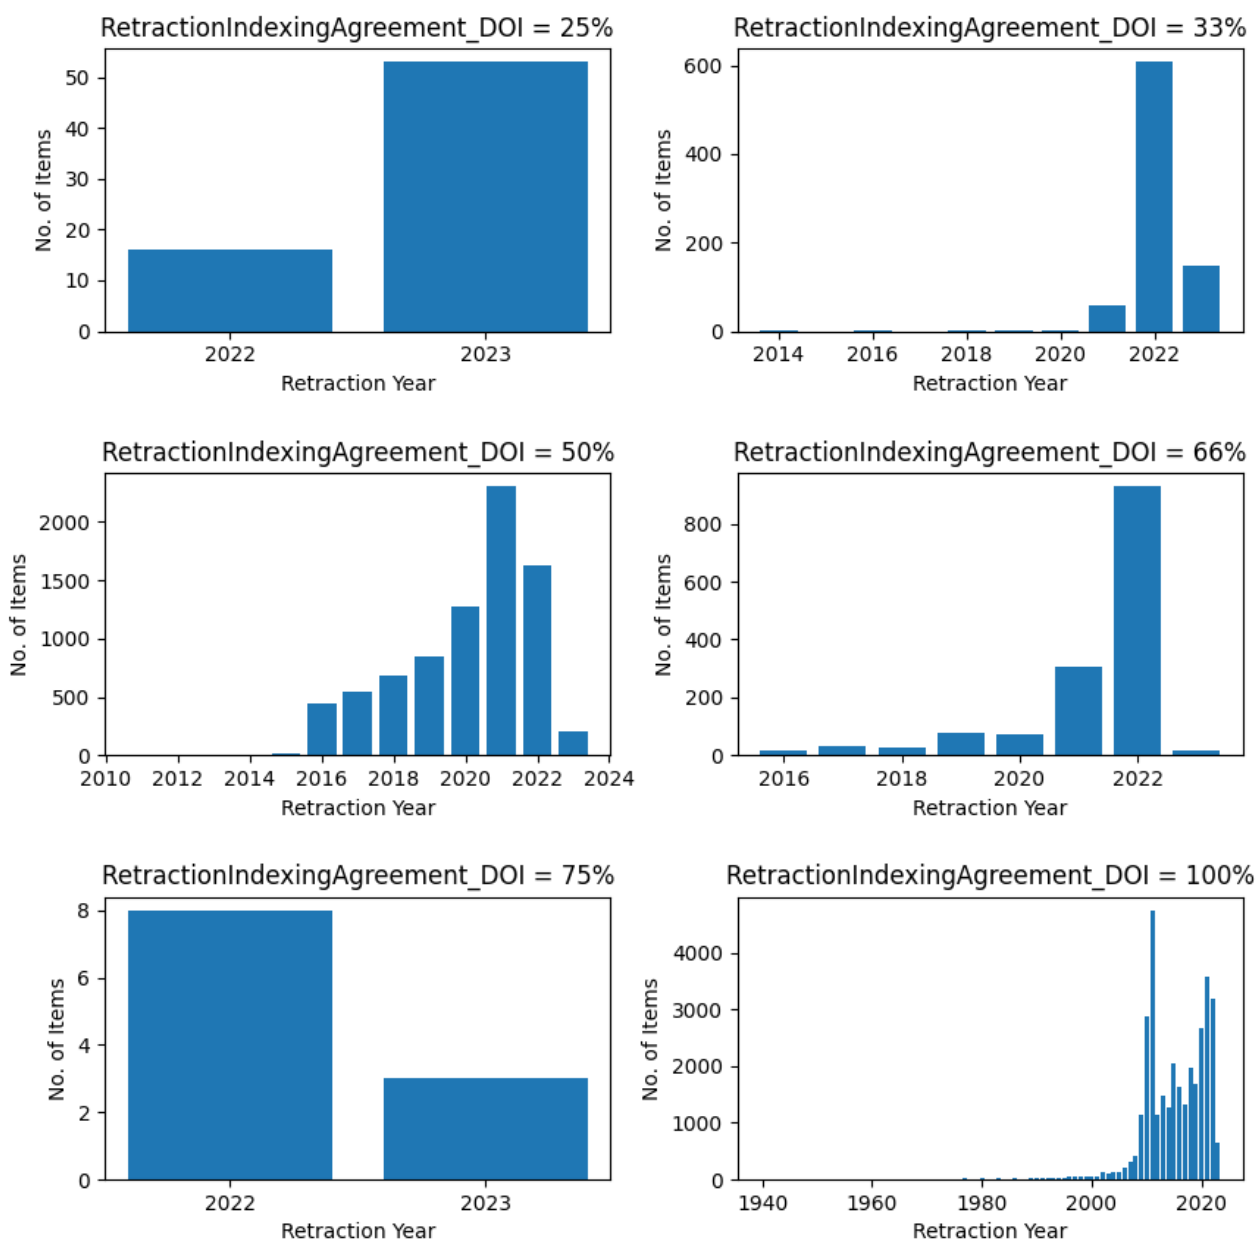 RetractionIndexingAgreement_DOI = 25%
No. of Items
50
40
30
20
10
0
2022 2023
Retraction Year
RetractionIndexingAgreement_DOI = 33%
No. of Items
600
400
200
0
2014 2016 2018 2020 2022
Retraction Year
RetractionIndexingAgreement_DOI = 50%
No. of Items
2000
1500
1000
500
0
2010 2012 2014 2016 2018 2020 2022 2024
Retraction Year
RetractionIndexingAgreement_DOI = 66%
No. of Items
800
600
400
200
0
2016 2018 2020 2022
Retraction Year
RetractionIndexingAgreement_DOI = 75%
No. of Items
8
6
4
2
0
2022 2023
Retraction Year
RetractionIndexingAgreement_DOI = 100%
No. of Items
4000
3000
2000
1000
0
1940 1960 1980 2000 2020
Retraction Year